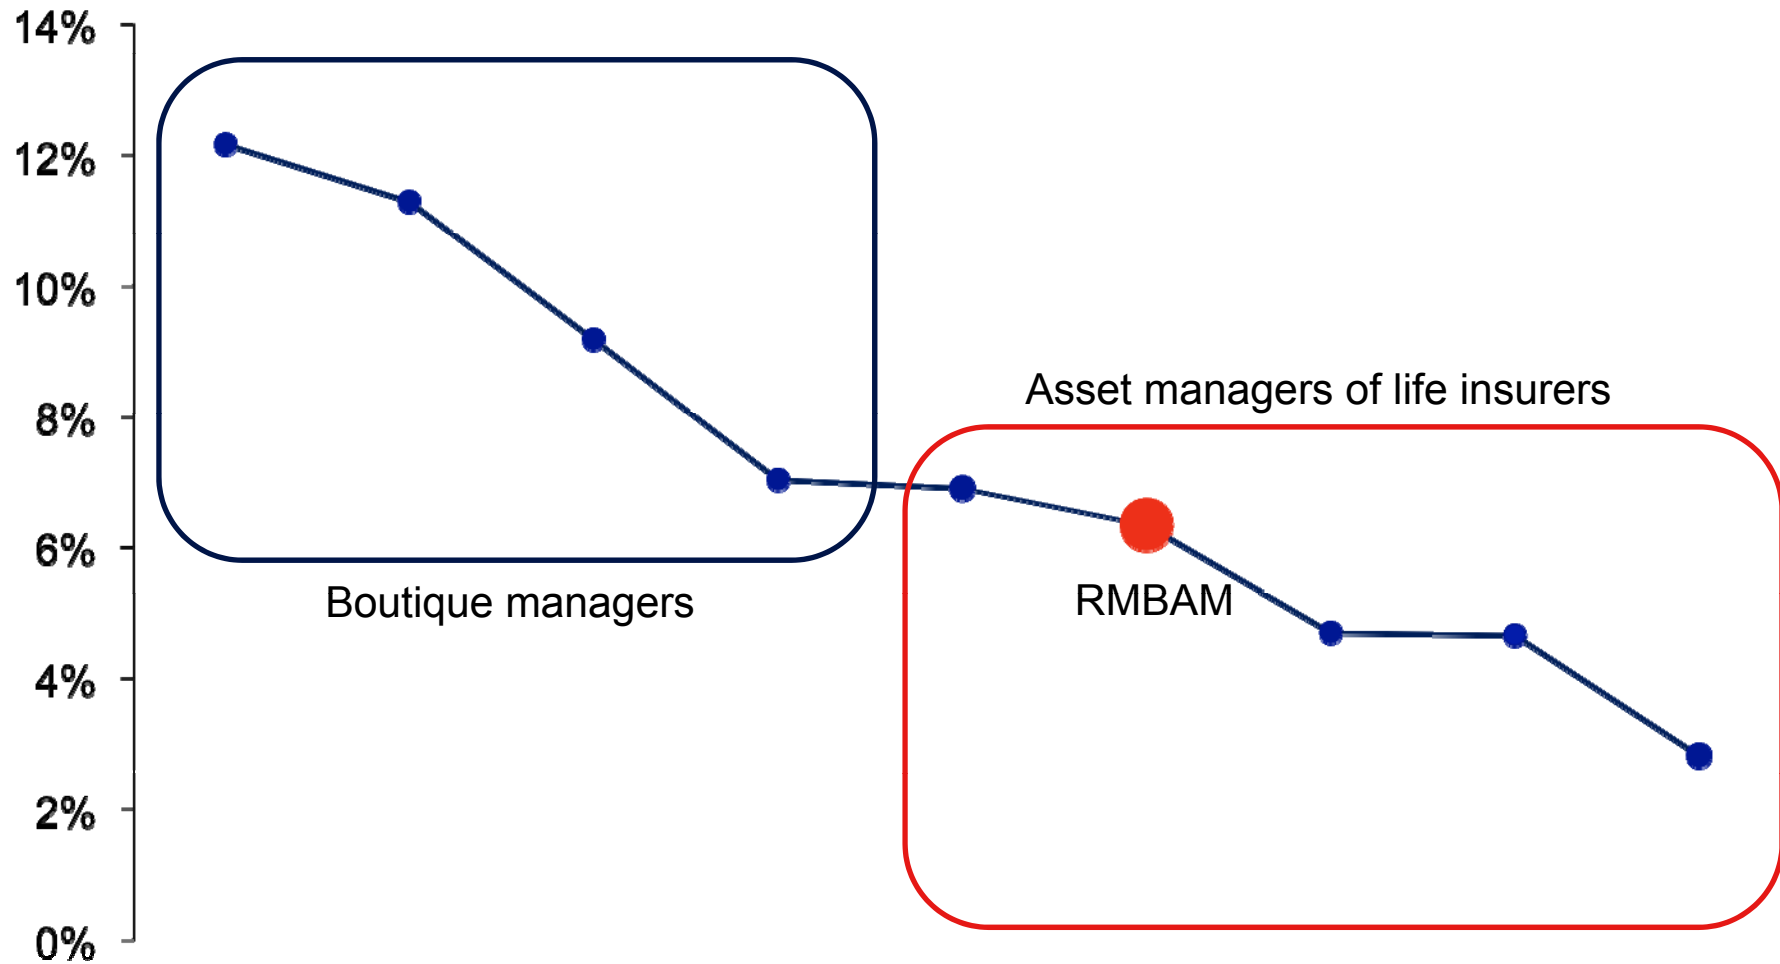 14%
12%
10%
8%
6%
4%
2%
0%
Asset managers of life insurers
Boutique managers
RMBAM